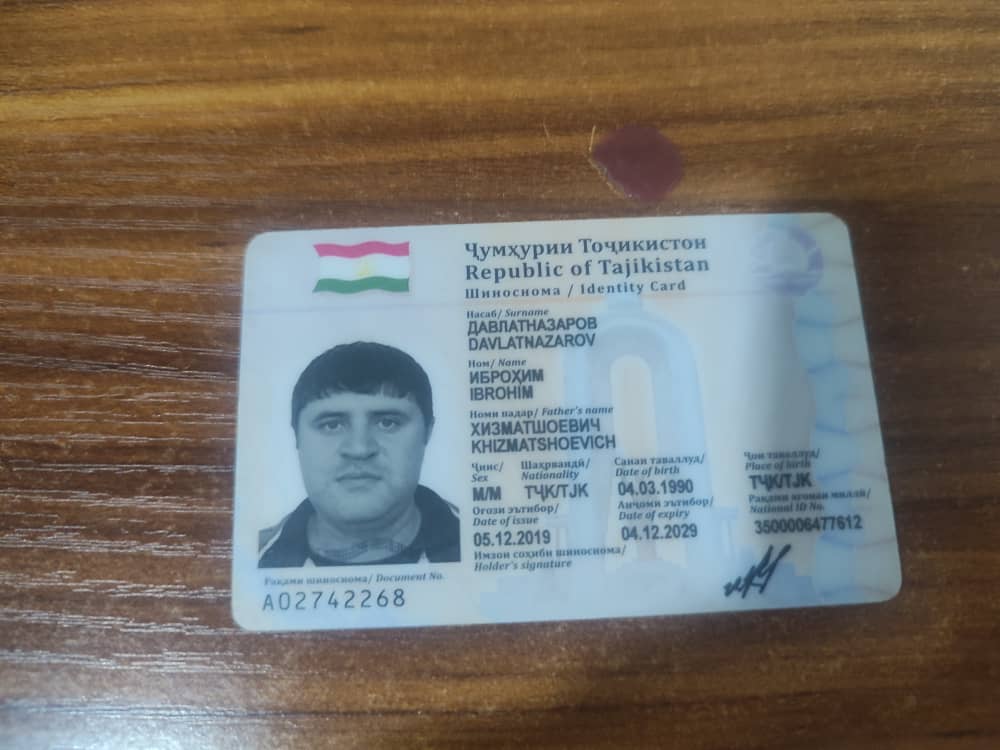 Ҷумҳурии Тоҷикистон
Republic of Tajikistan
Шиноснома / Identity Card
Насаб/ Surname
ДАВЛАТНАЗАРОВ
DAVLATNAZAROV
Ном/ Name
ИБРОҲИМ
IBROHIM
Номи падар/ Father's name
ХИЗМАТШОЕВИЧ
KHIZMATSHOEVICH
Ҷинс/ Sex
M/M
Шаҳрвандӣ/ Nationality
ТҶК/TJK
Санаи таваллуд/ Date of birth
04.03.1990
Ҷои таваллуд/ Place of birth
ТҶК/TJK
Оғози эътибор/ Date of issue
05.12.2019
Анҷоми эътибор/ Date of expiry
04.12.2029
Рақами ягонаи миллӣ/ National ID No.
3500006477612
Имзои соҳиби шиноснома/ Holder's signature
Рақами шиноснома/ Document No.
A02742268